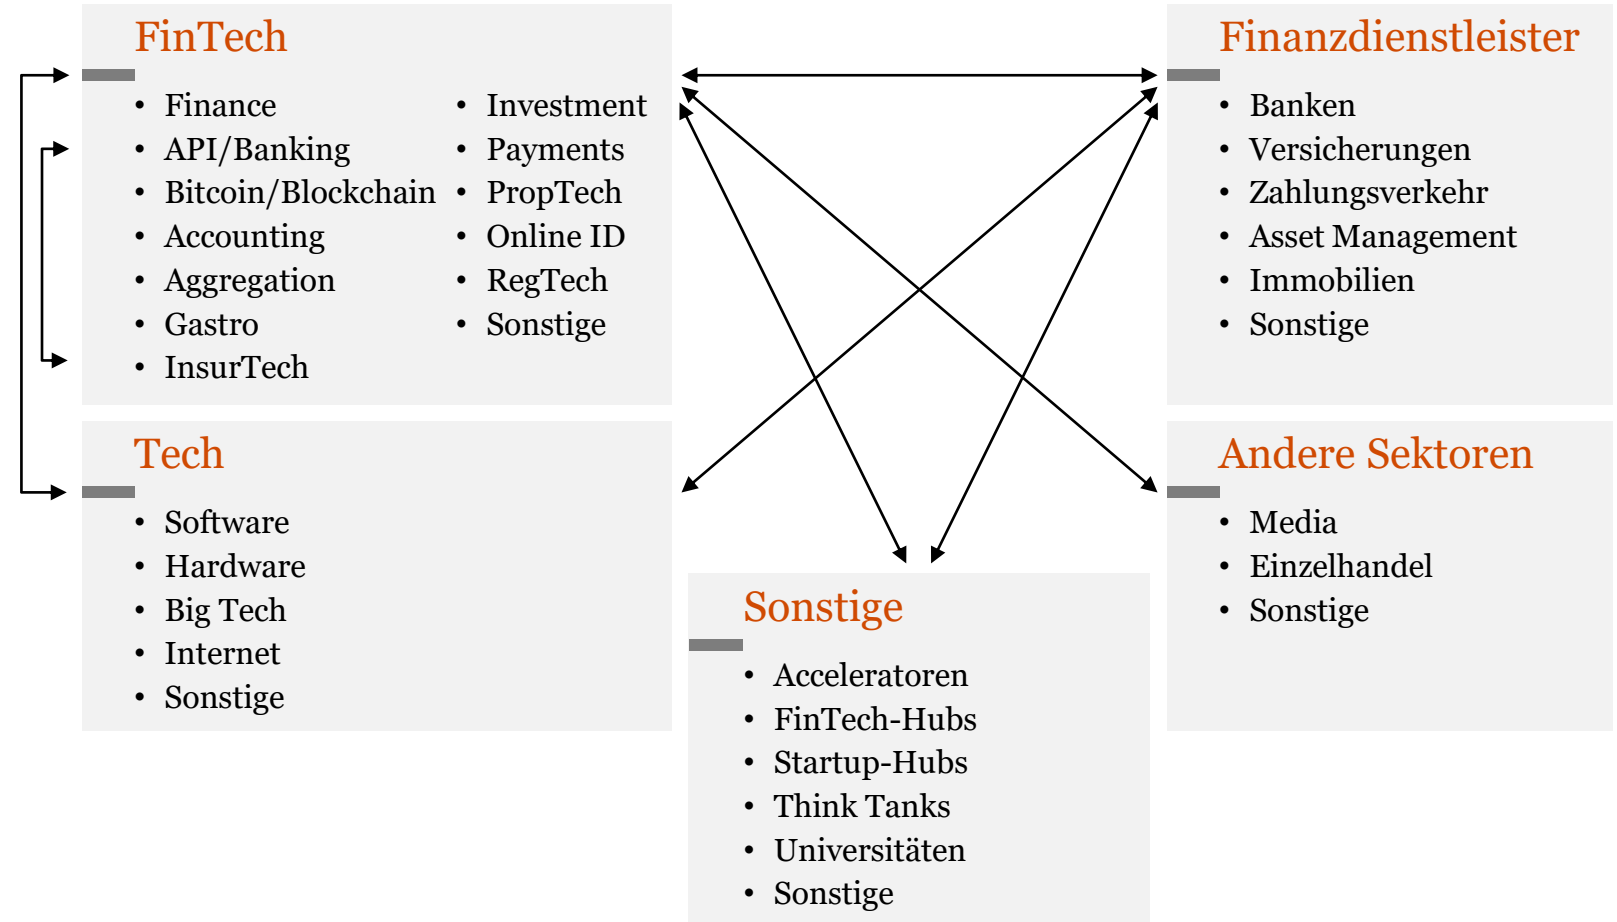 FinTech
• Finance
• API/Banking
• Bitcoin/Blockchain
• Accounting
• Aggregation
• Gastro
• InsurTech
• Investment
• Payments
• PropTech
• Online ID
• RegTech
• Sonstige
Finanzdienstleister
• Banken
• Versicherungen
• Zahlungsverkehr
• Asset Management
• Immobilien
• Sonstige
Tech
• Software
• Hardware
• Big Tech
• Internet
• Sonstige
Sonstige
• Acceleratoren
• FinTech-Hubs
• Startup-Hubs
• Think Tanks
• Universitäten
• Sonstige
Andere Sektoren
• Media
• Einzelhandel
• Sonstige